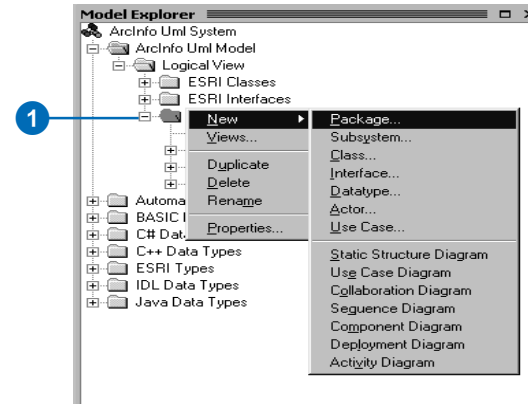 Model Explorer
ArcInfo Uml System
ArcInfo Uml Model
Logical View
ESRI Classes
ESRI Interfaces
1
New
Views...
Duplicate
Delete
Rename
Properties...
Package...
Subsystem...
Class...
Interface...
Datatype...
Actor...
Use Case...
Static Structure Diagram
Use Case Diagram
Collaboration Diagram
Sequence Diagram
Component Diagram
Deployment Diagram
Activity Diagram
Automa
BASIC
C# Dat
C++ Data Types
ESRI Types
IDL Data Types
Java Data Types